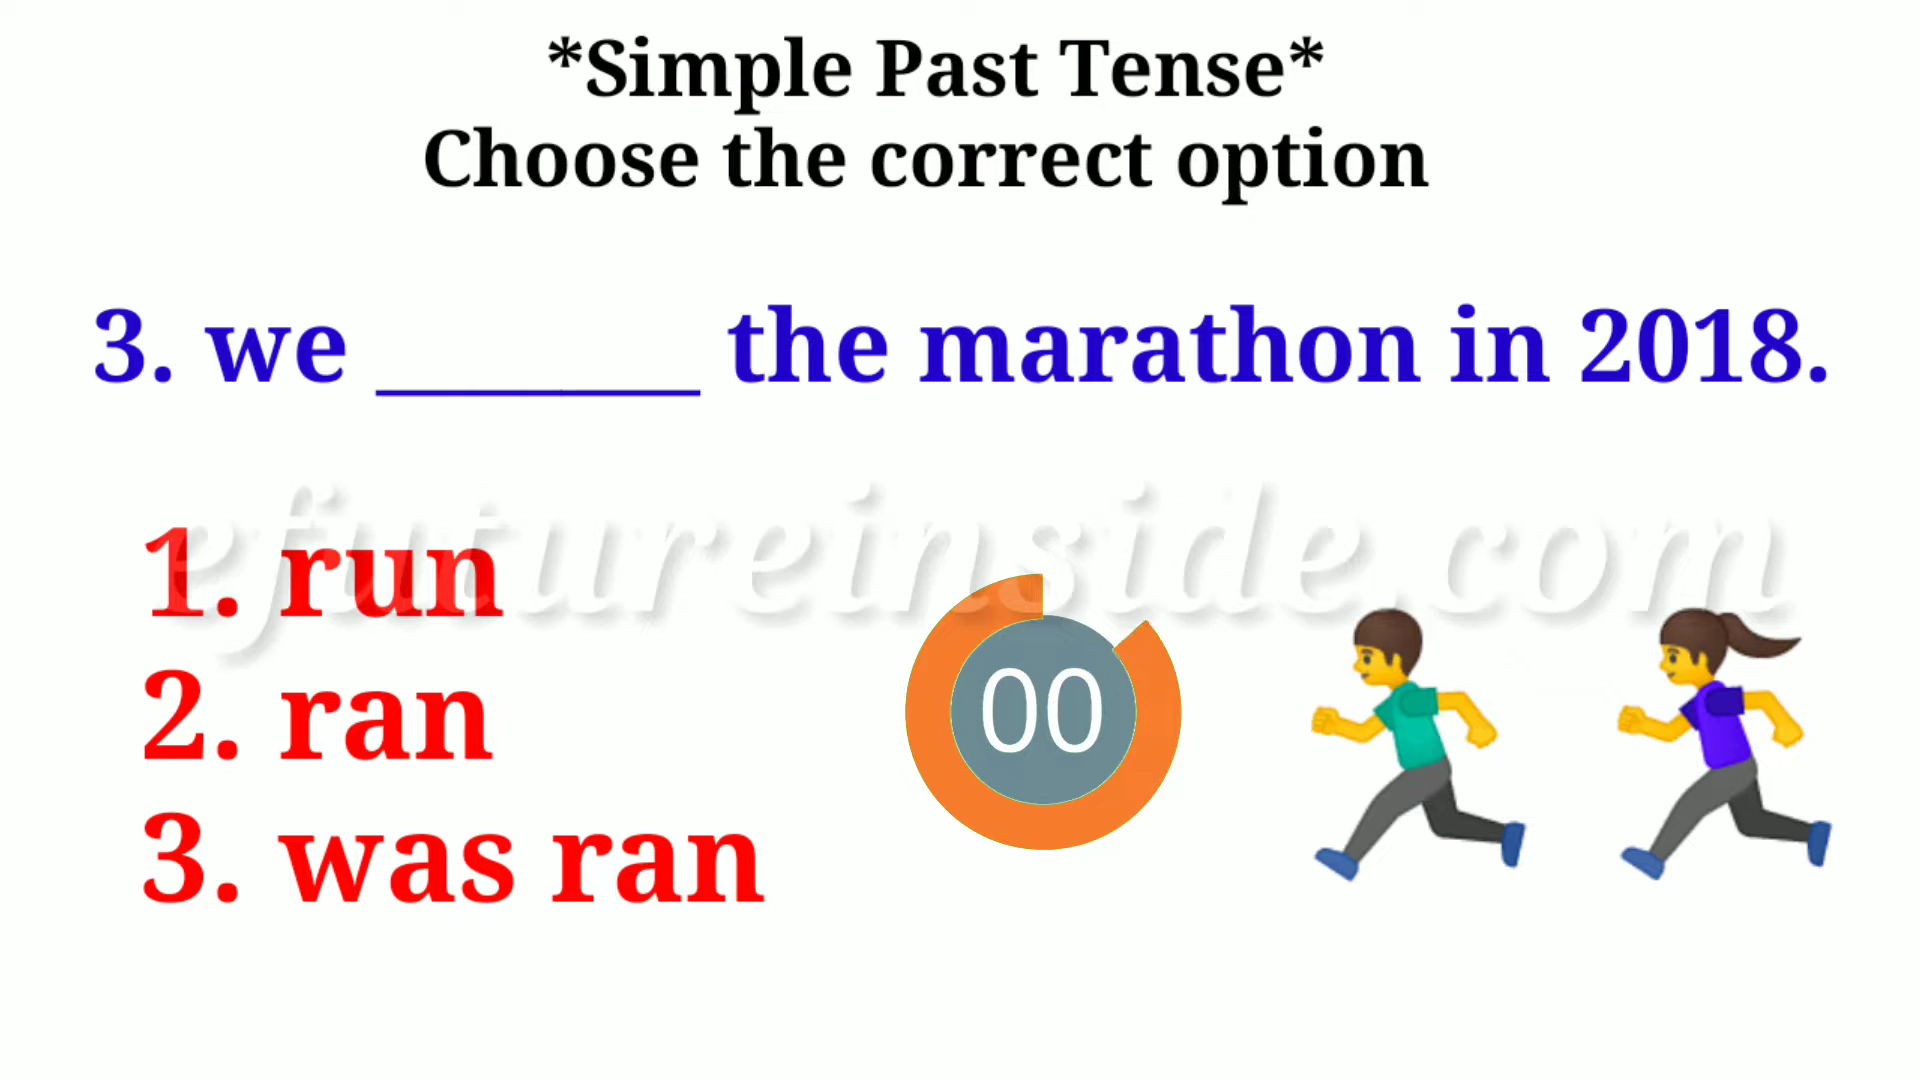 *Simple Past Tense*
Choose the correct option
3. we ________ the marathon in 2018.
efutureinside.com
1. run
2. ran
3. was ran
00